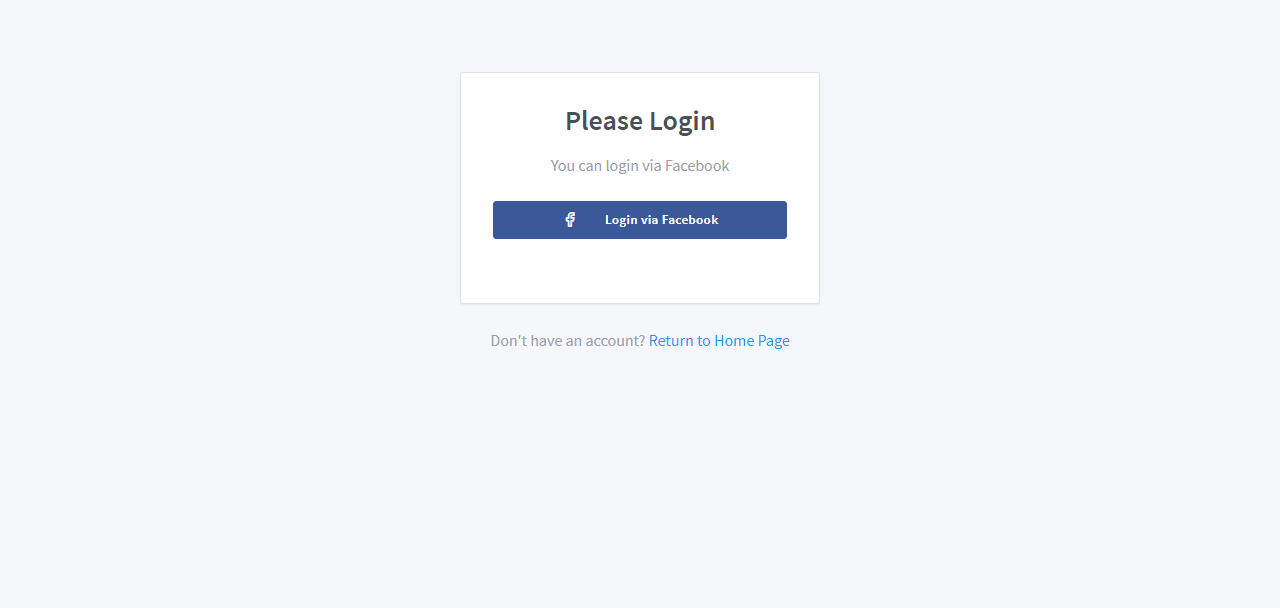 Please Login
You can login via Facebook
Login via Facebook
Don't have an account? Return to Home Page